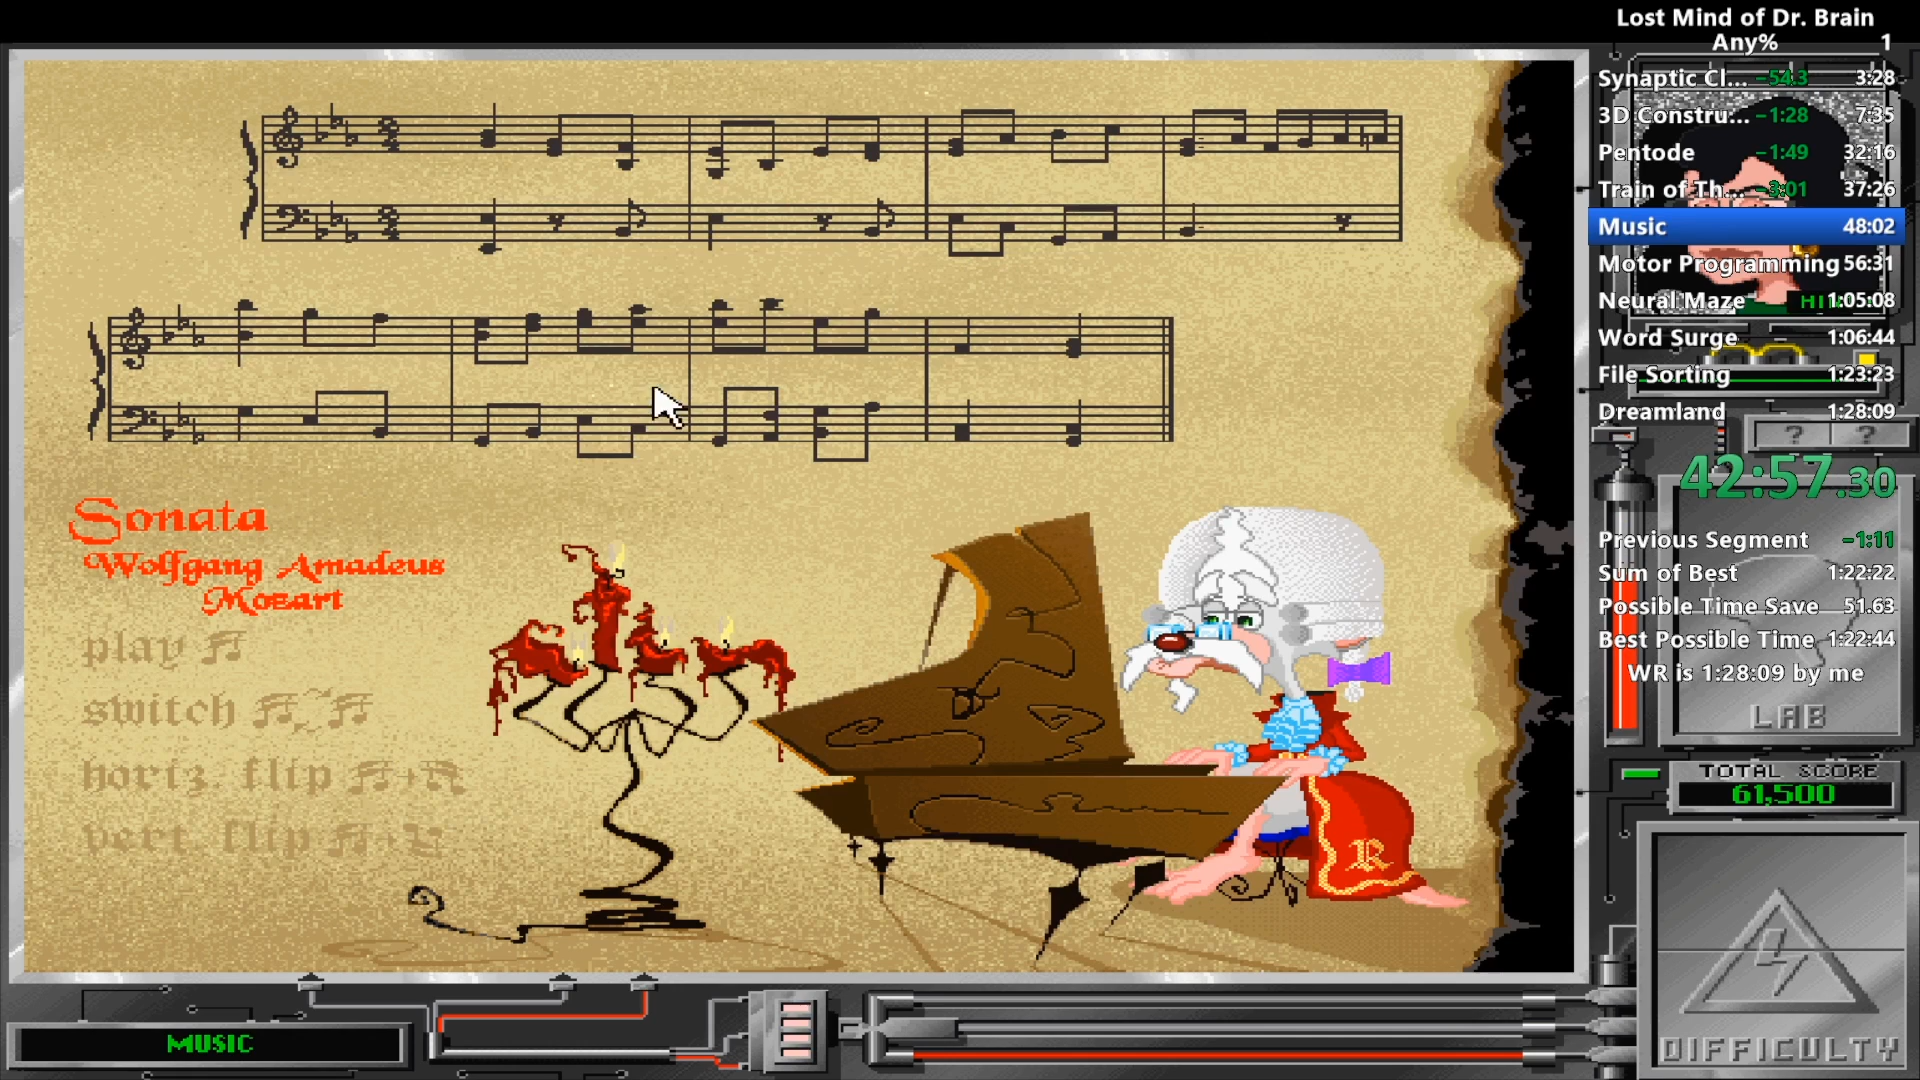 Lost Mind of Dr. Brain
Any% 1
Synaptic Cl... −54.3 3:28
3D Constru... −1:28 7:35
Pentode −1:49 32:16
Train of Th... −3:01 37:26
Music 48:02
Motor Programming 56:31
Neural Maze 1:05:08
Word Surge 1:06:44
File Sorting 1:23:23
Dreamland 1:28:09
? ?
42:57.30
Previous Segment −1:11
Sum of Best 1:22:22
Possible Time Save 51.63
Best Possible Time 1:22:44
WR is 1:28:09 by me
LAB
TOTAL SCORE
61,500
DIFFICULTY
Sonata
Wolfgang Amadeus
Mozart
play
switch
horiz. flip
vert. flip
R
MUSIC